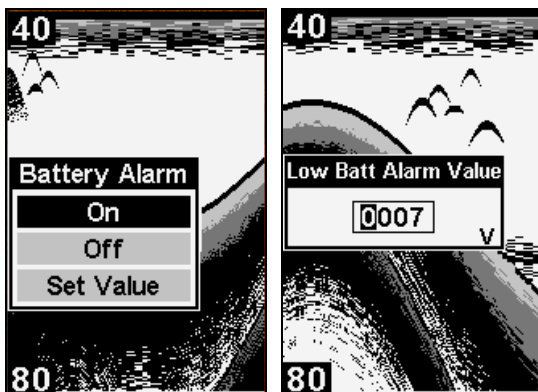 40
Battery Alarm
On
Off
Set Value
80
40
Low Batt Alarm Value
0007
V
80